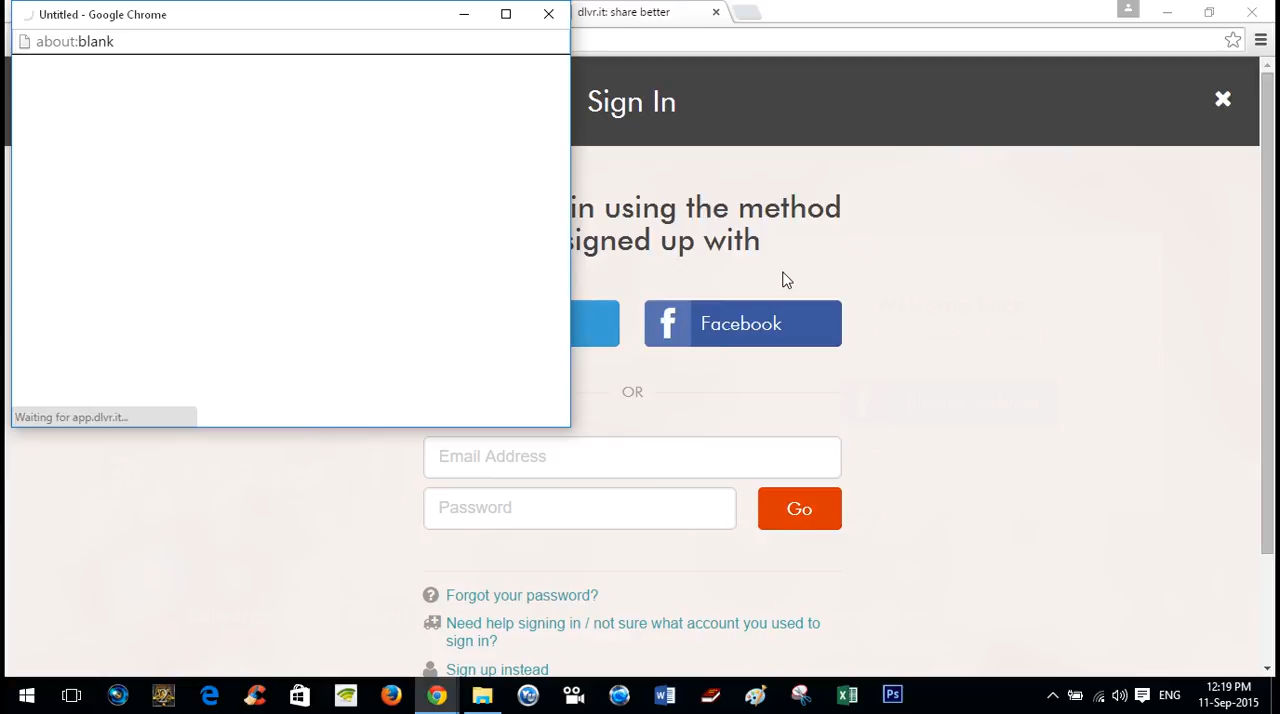 Untitled - Google Chrome
dlvr.it: share better
about:blank
Sign In
in using the method
signed up with
Facebook
OR
Email Address
Password
Go
Waiting for app.dlvr.it...
Forgot your password?
Need help signing in / not sure what account you used to
sign in?
Sign up instead
ENG
12:19 PM
11-Sep-2015